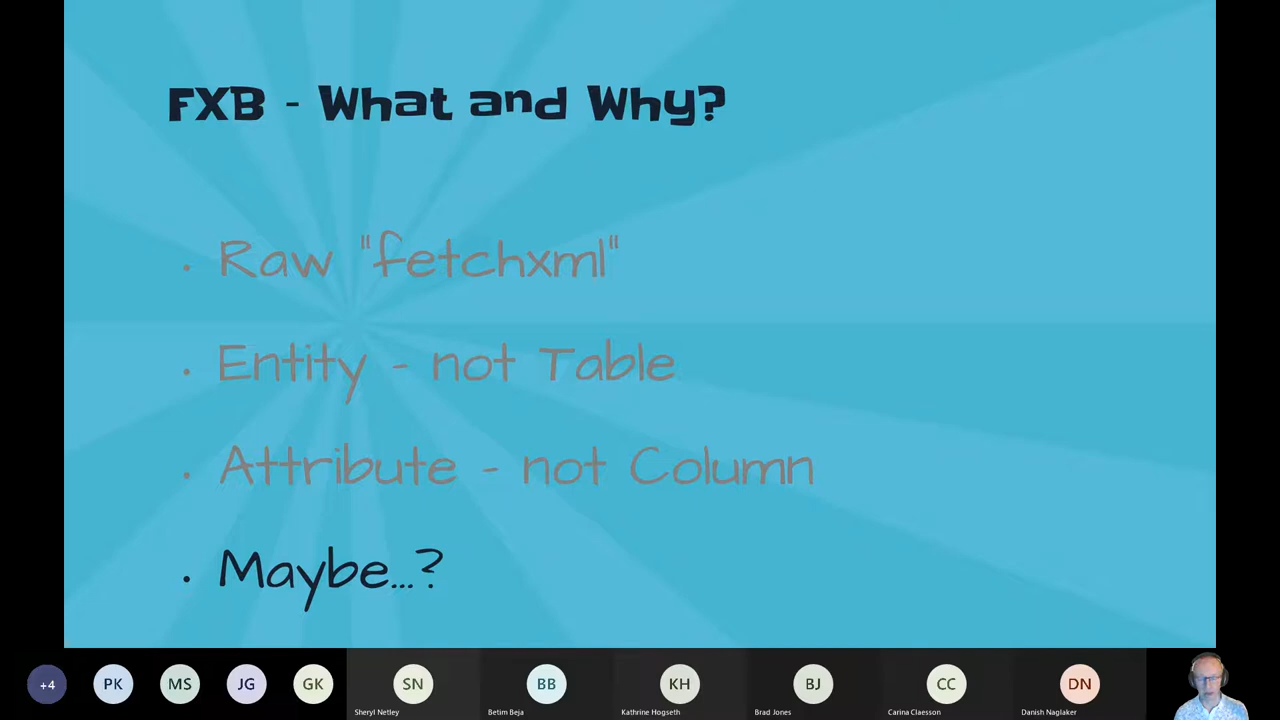 FXB - What and Why?
• Raw "fetchxml"
• Entity - not Table
• Attribute - not Column
• Maybe...?
+4
PK
MS
JG
GK
SN
BB
KH
BJ
CC
DN
Sheryl Netley
Betim Beja
Kathrine Hogseth
Brad Jones
Carina Claesson
Danish Naglaker